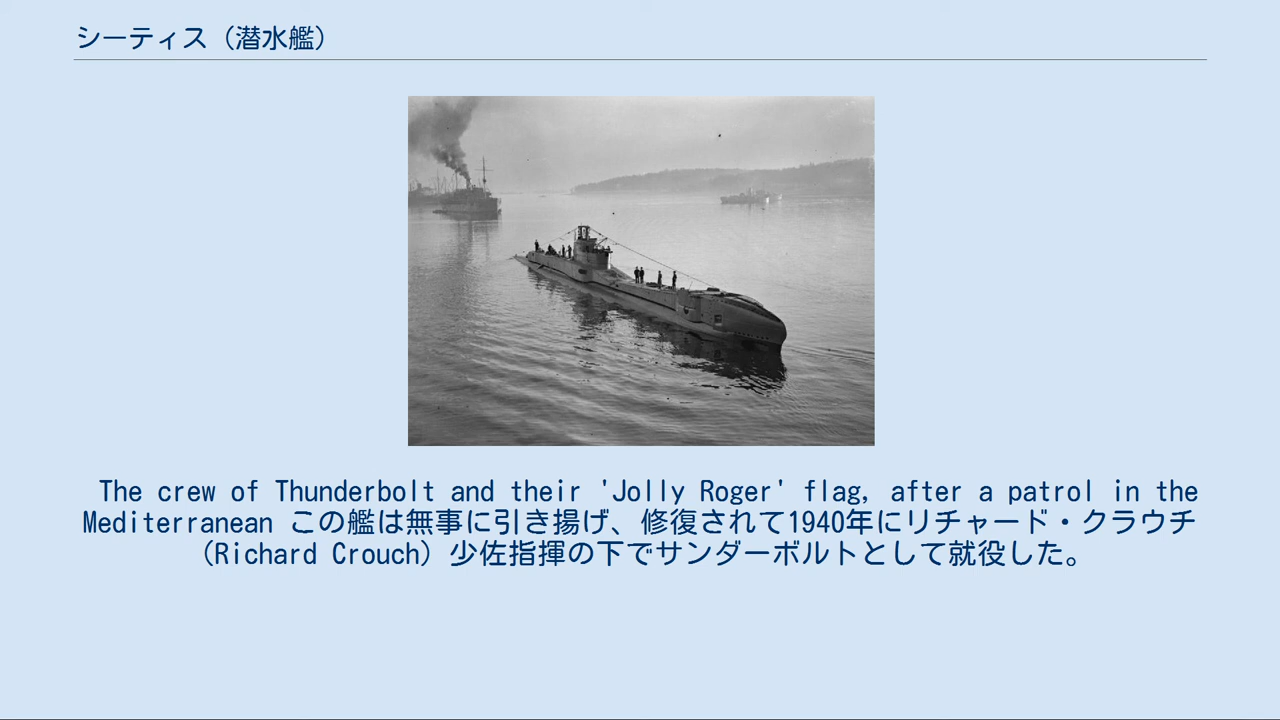 シーティス（潜水艦）
The crew of Thunderbolt and their 'Jolly Roger' flag, after a patrol in the
Mediterranean この艦は無事に引き揚げ、修復されて1940年にリチャード・クラウチ
（Richard Crouch）少佐指揮の下でサンダーボルトとして就役した。